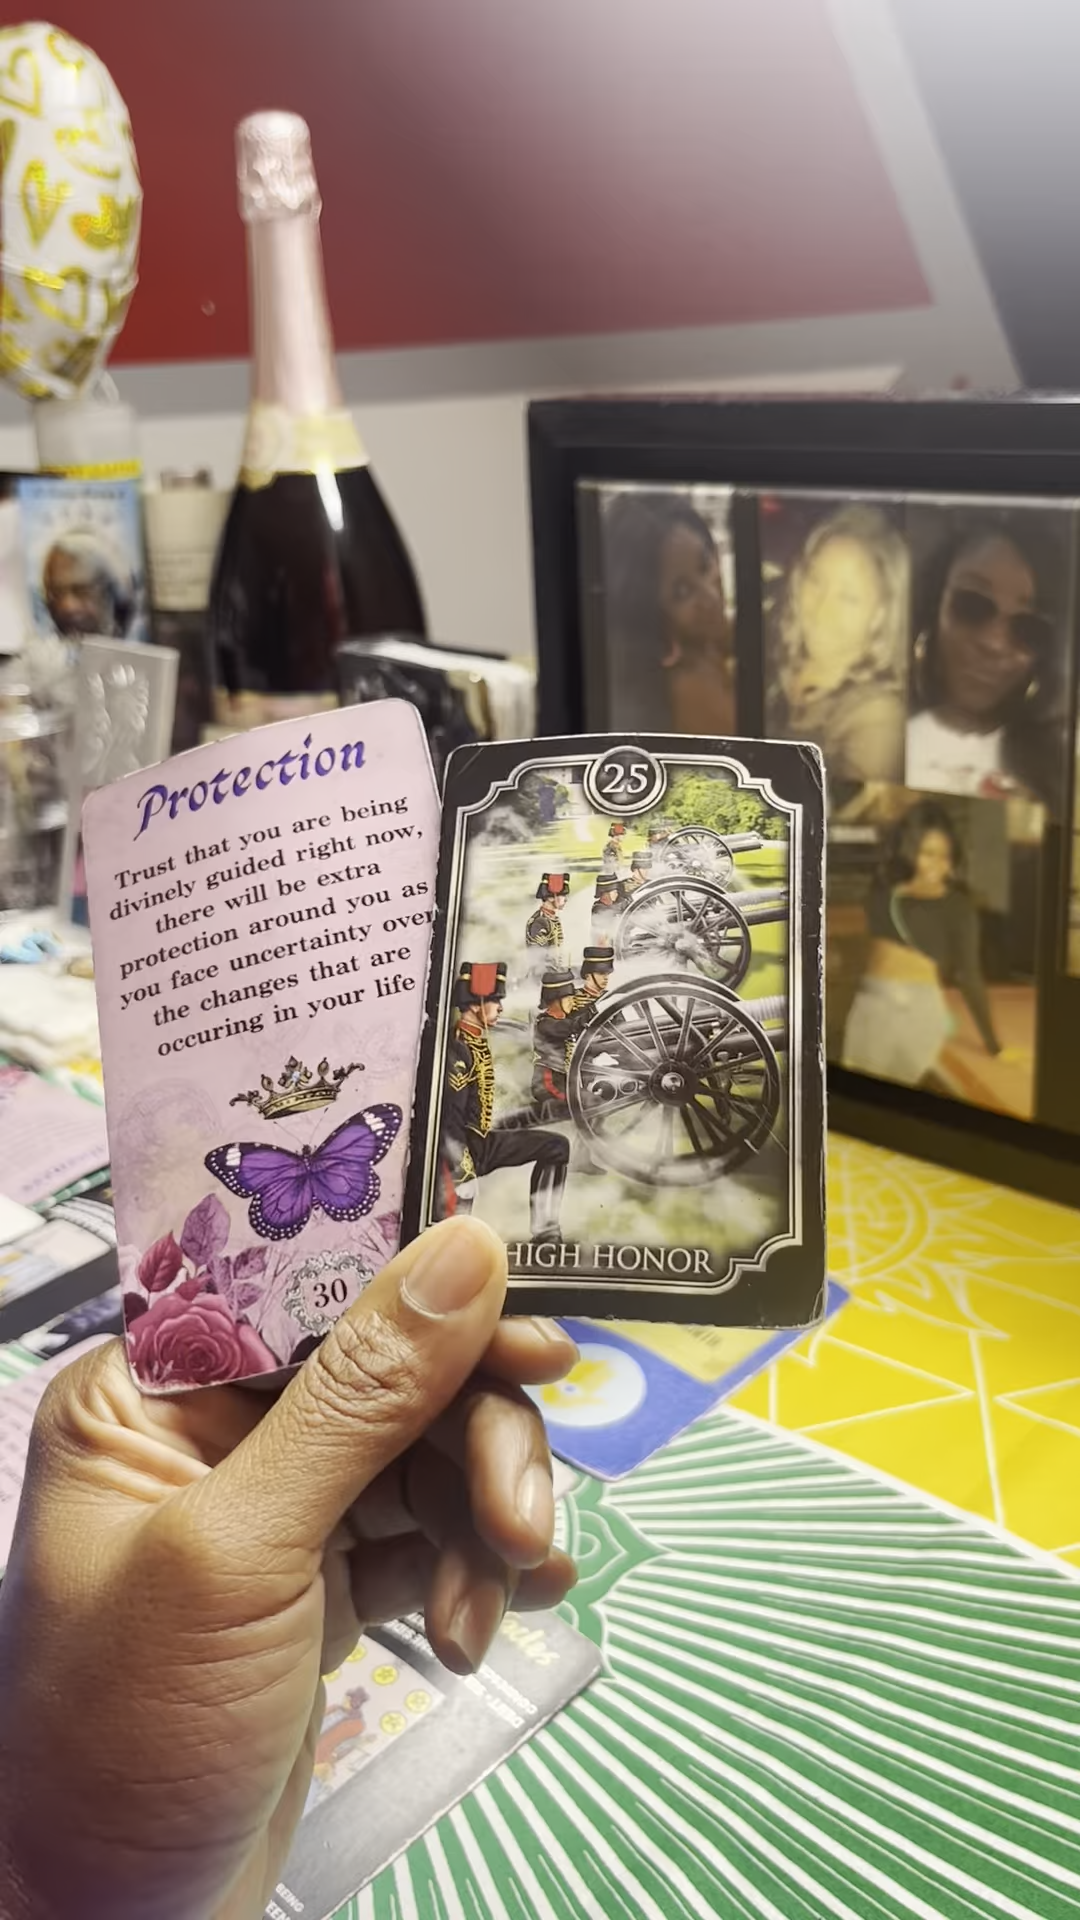 Protection
Trust that you are being
divinely guided right now,
there will be extra
protection around you as
you face uncertainty over
the changes that are
occuring in your life
30
25
HIGH HONOR